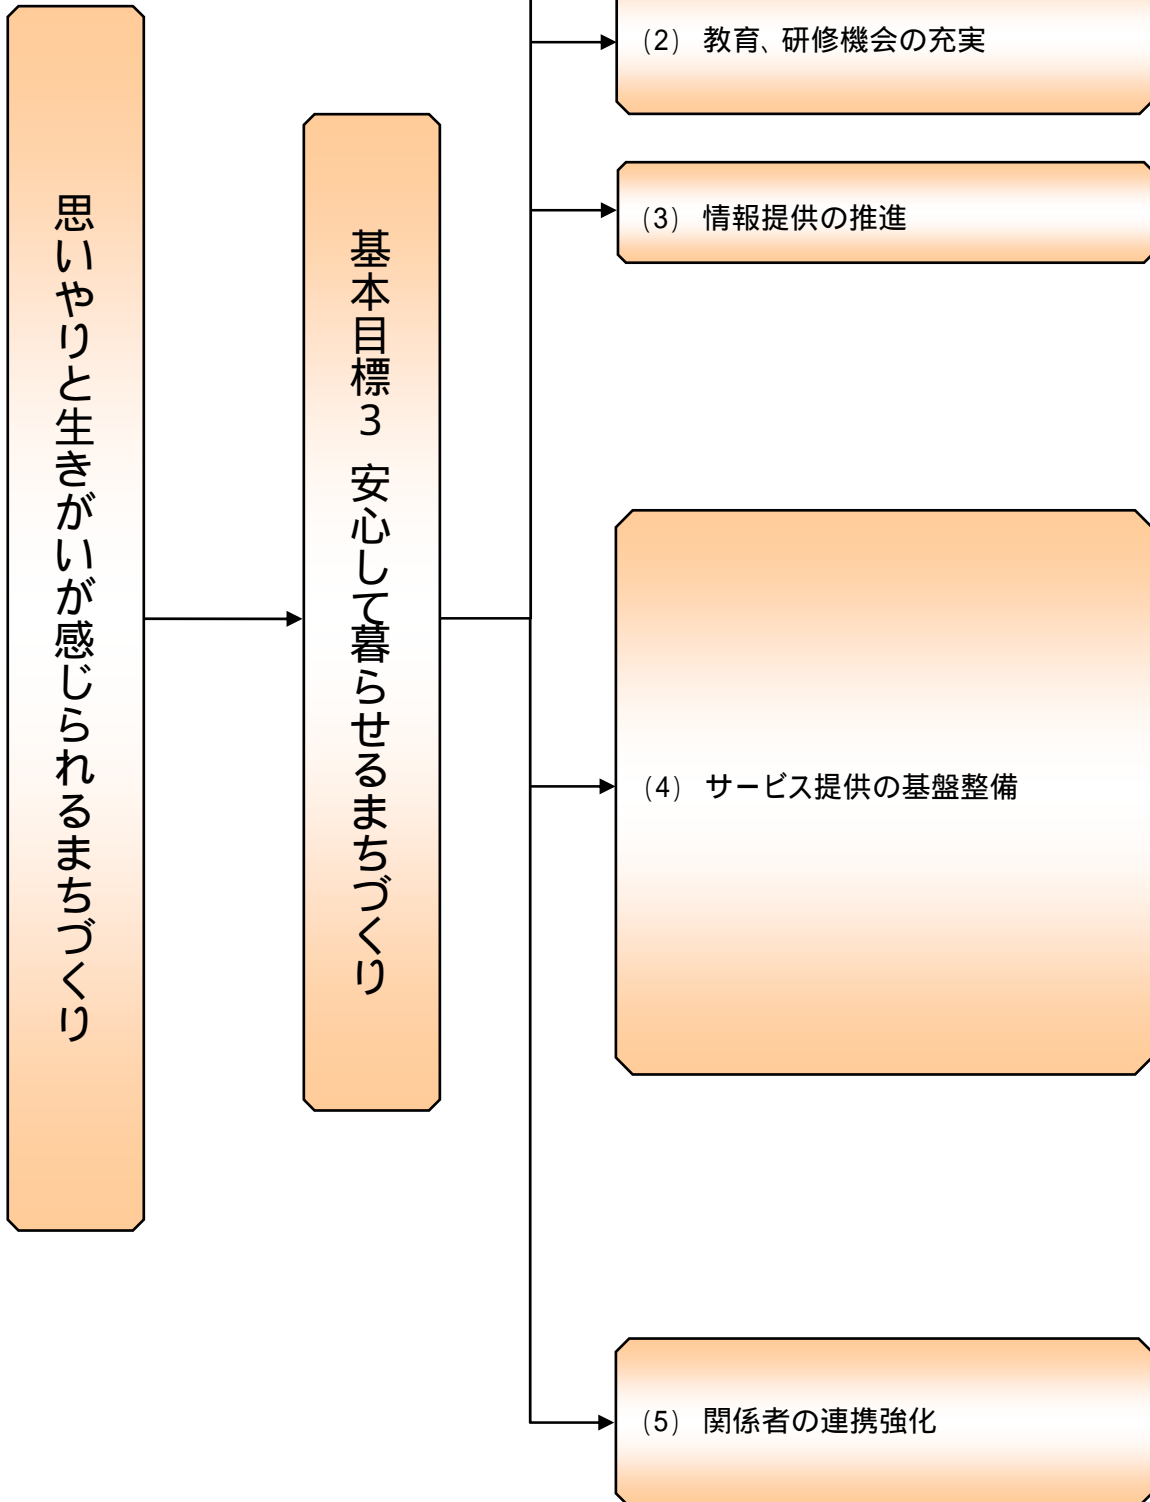 思いやりと生きがいが感じられるまちづくり
基本目標3 安心して暮らせるまちづくり
(2) 教育、研修機会の充実
(3) 情報提供の推進
(4) サービス提供の基盤整備
(5) 関係者の連携強化